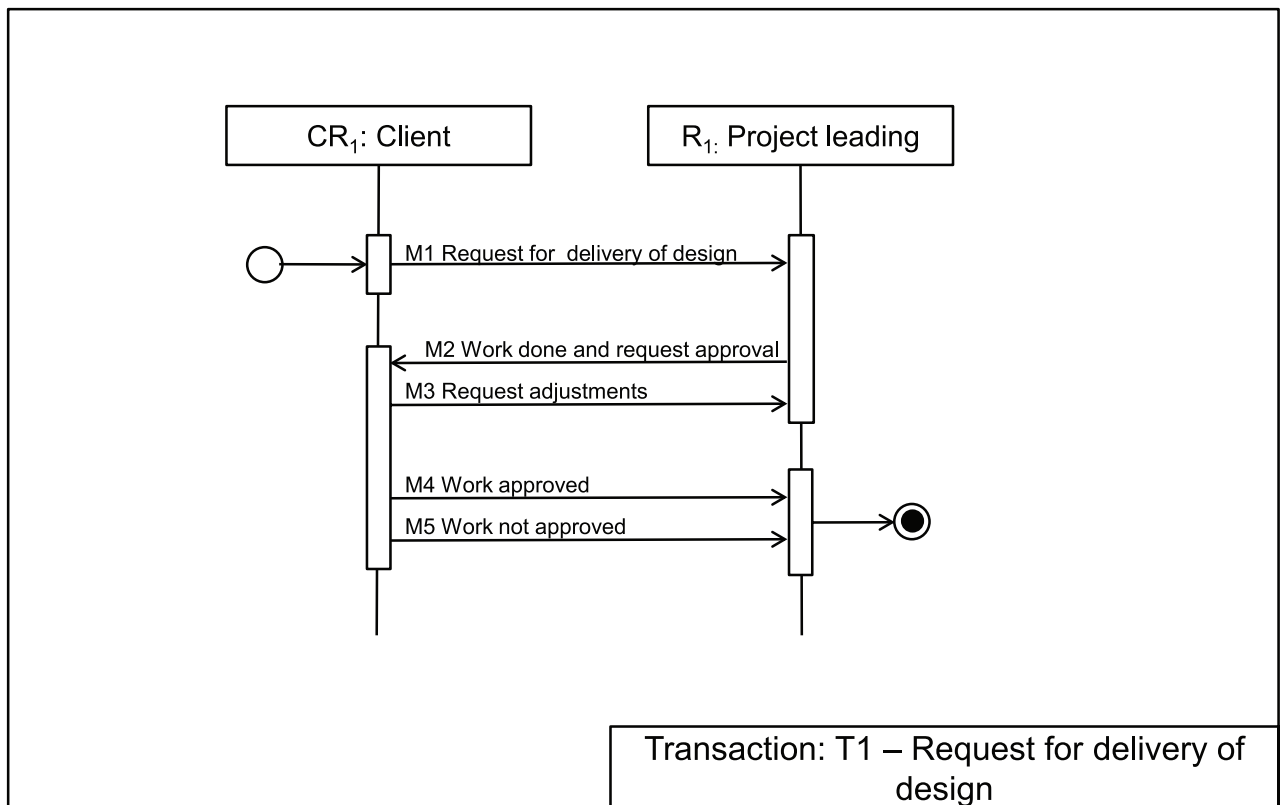 CR₁: Client
R₁: Project leading
M1 Request for delivery of design
M2 Work done and request approval
M3 Request adjustments
M4 Work approved
M5 Work not approved
Transaction: T1 – Request for delivery of
design